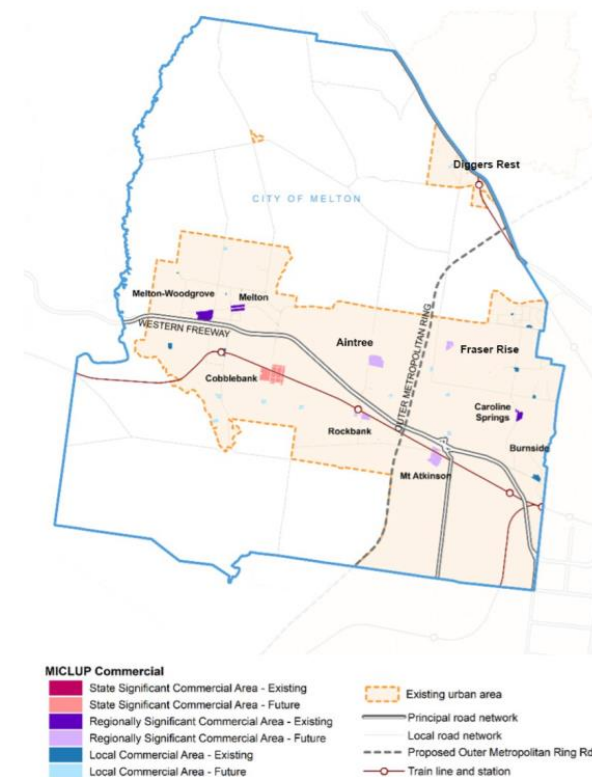 Diggers Rest
CITY OF MELTON
Melton-Woodgrove
Melton
WESTERN FREEWAY
OUTER METROPOLITAN RING
Aintree
Fraser Rise
Cobblebank
Caroline
Springs
Rockbank
Burnside
Mt Atkinson
MICLUP Commercial
State Significant Commercial Area - Existing
State Significant Commercial Area - Future
Regionally Significant Commercial Area - Existing
Regionally Significant Commercial Area - Future
Local Commercial Area - Existing
Local Commercial Area - Future
Existing urban area
Principal road network
Local road network
Proposed Outer Metropolitan Ring Rd
Train line and station